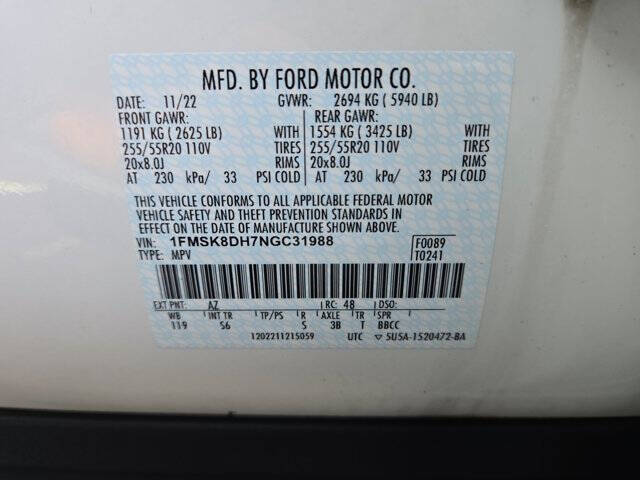 MFD. BY FORD MOTOR CO.
DATE: 11/22 GVWR: 2694 KG ( 5940 LB)
FRONT GAWR: REAR GAWR:
1191 KG ( 2625 LB) WITH 1554 KG ( 3425 LB) WITH
255/55R20 110V TIRES 255/55R20 110V TIRES
20x8.0J RIMS 20x8.0J RIMS
AT 230 kPa/ 33 PSI COLD AT 230 kPa/ 33 PSI COLD
THIS VEHICLE CONFORMS TO ALL APPLICABLE FEDERAL MOTOR
VEHICLE SAFETY AND THEFT PREVENTION STANDARDS IN
EFFECT ON THE DATE OF MANUFACTURE SHOWN ABOVE.
VIN: 1FMSK8DH7NGC31988 F0089
TYPE: MPV T0241
EXT PNT: AZ RC: 48 DSO:
WB INT TR TP/PS R AXLE TR SPR
119 S6 S 3B T BBCC
1202211215059 UTC ▽ 5U5A-1520472-BA